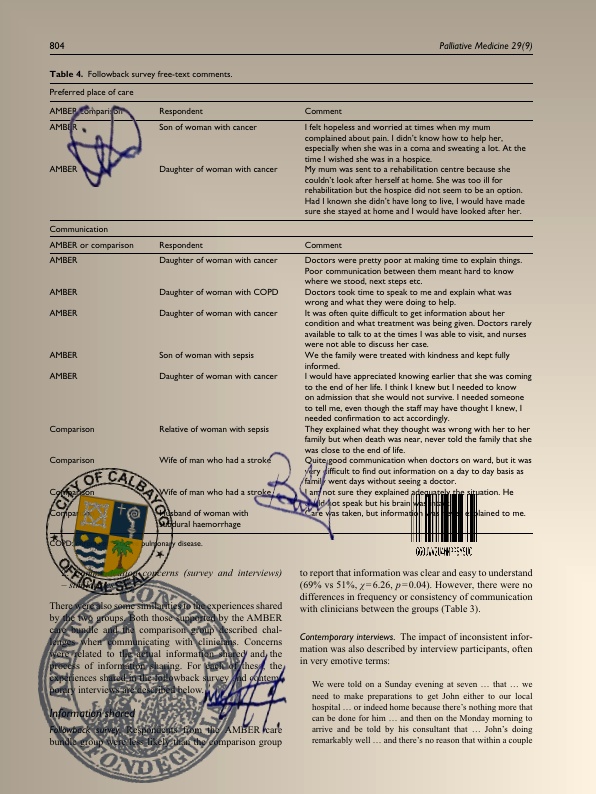 804
Palliative Medicine 29(9)
Table 4. Followback survey free-text comments.
Preferred place of care
AMBER comparison Respondent Comment
AMBER Son of woman with cancer I felt hopeless and worried at times when my mum
complained about pain. I didn't know how to help her,
especially when she was in a coma and sweating a lot. At the
time I wished she was in a hospice.
AMBER Daughter of woman with cancer My mum was sent to a rehabilitation centre because she
couldn't look after herself at home. She was too ill for
rehabilitation but the hospice did not seem to be an option.
Had I known she didn't have long to live, I would have made
sure she stayed at home and I would have looked after her.
Communication
AMBER or comparison Respondent Comment
AMBER Daughter of woman with cancer Doctors were pretty poor at making time to explain things.
Poor communication between them meant hard to know
where we stood, next steps etc.
AMBER Daughter of woman with COPD Doctors took time to speak to me and explain what was
wrong and what they were doing to help.
AMBER Daughter of woman with cancer It was often quite difficult to get information about her
condition and what treatment was being given. Doctors rarely
available to talk to at the times I was able to visit, and nurses
were not able to discuss her case.
AMBER Son of woman with sepsis We the family were treated with kindness and kept fully
informed.
AMBER Daughter of woman with cancer I would have appreciated knowing earlier that she was coming
to the end of her life. I think I knew but I needed to know
on admission that she would not survive. I needed someone
to tell me, even though the staff may have thought I knew, I
needed confirmation to act accordingly.
Comparison Relative of woman with sepsis They explained what they thought was wrong with her to her
family but when death was near, never told the family that she
was close to the end of life.
Comparison Wife of man who had a stroke Quite good communication when doctors on ward, but it was
very difficult to find out information on a day to day basis as
family went days without seeing a doctor.
Comparison Wife of man who had a stroke I am not sure they explained adequately the situation. He
could not speak but his brain was
Husband of woman with subdural haemorrhage Care was taken, but information was never explained to me.
pulmonary disease.
CITY OF CALBAYOG
OFFICIAL SEAL
concerns (survey and interviews)
There were also some similarities to the experiences shared
by the two groups. Both those supported by the AMBER
care bundle and the comparison group described chal-
lenges when communicating with clinicians. Concerns
were related to the actual information shared and the
process of information sharing. For each of these, the
experiences shared in the followback survey and contem-
porary interviews are described below.
Information shared
Followback survey. Respondents from the AMBER care
bundle group were less likely than the comparison group
to report that information was clear and easy to understand
(69% vs 51%, χ=6.26, p=0.04). However, there were no
differences in frequency or consistency of communication
with clinicians between the groups (Table 3).
Contemporary interviews. The impact of inconsistent infor-
mation was also described by interview participants, often
in very emotive terms:
We were told on a Sunday evening at seven … that … we
need to make preparations to get John either to our local
hospital … or indeed home because there's nothing more that
can be done for him … and then on the Monday morning to
arrive and be told by his consultant that … John's doing
remarkably well … and there's no reason that within a couple